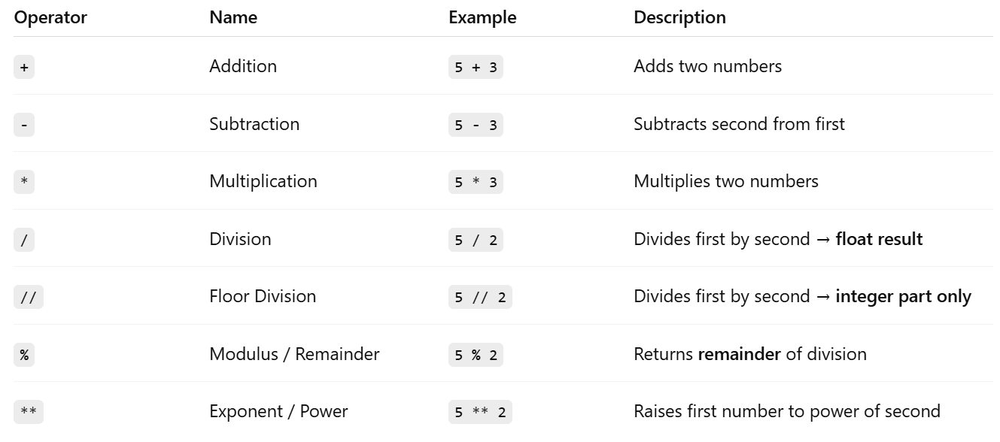 Operator Name Example Description
+ Addition 5 + 3 Adds two numbers
- Subtraction 5 - 3 Subtracts second from first
* Multiplication 5 * 3 Multiplies two numbers
/ Division 5 / 2 Divides first by second → float result
// Floor Division 5 // 2 Divides first by second → integer part only
% Modulus / Remainder 5 % 2 Returns remainder of division
** Exponent / Power 5 ** 2 Raises first number to power of second